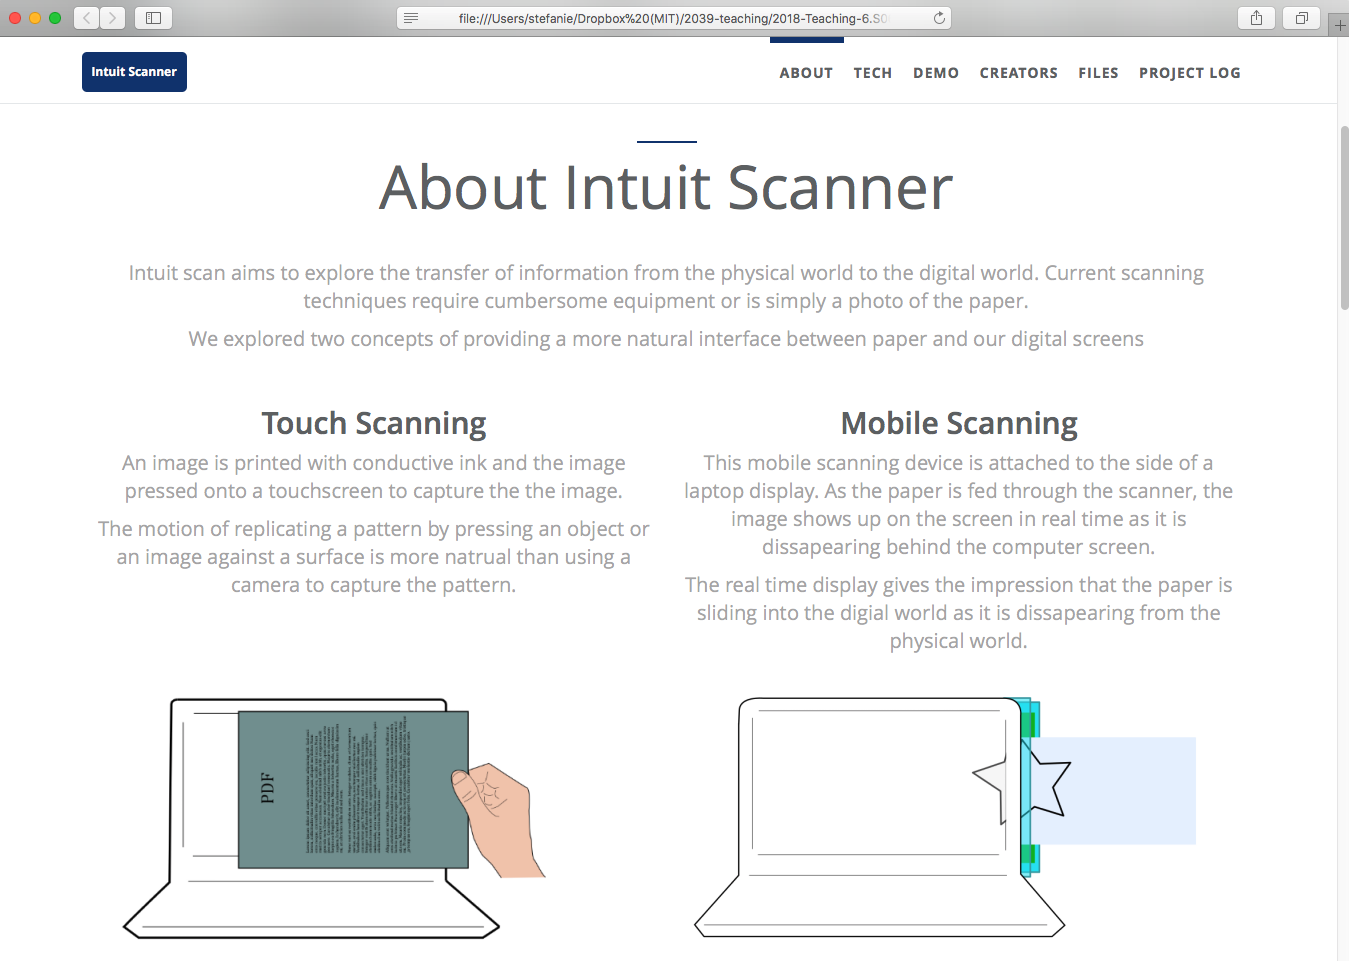 file:///Users/stefanie/Dropbox%20(MIT)/2039-teaching/2018-Teaching-6.S0
Intuit Scanner
ABOUT TECH DEMO CREATORS FILES PROJECT LOG
About Intuit Scanner
Intuit scan aims to explore the transfer of information from the physical world to the digital world. Current scanning
techniques require cumbersome equipment or is simply a photo of the paper.
We explored two concepts of providing a more natural interface between paper and our digital screens
Touch Scanning
An image is printed with conductive ink and the image
pressed onto a touchscreen to capture the the image.
The motion of replicating a pattern by pressing an object or
an image against a surface is more natrual than using a
camera to capture the pattern.
Mobile Scanning
This mobile scanning device is attached to the side of a
laptop display. As the paper is fed through the scanner, the
image shows up on the screen in real time as it is
dissapearing behind the computer screen.
The real time display gives the impression that the paper is
sliding into the digial world as it is dissapearing from the
physical world.
PDF